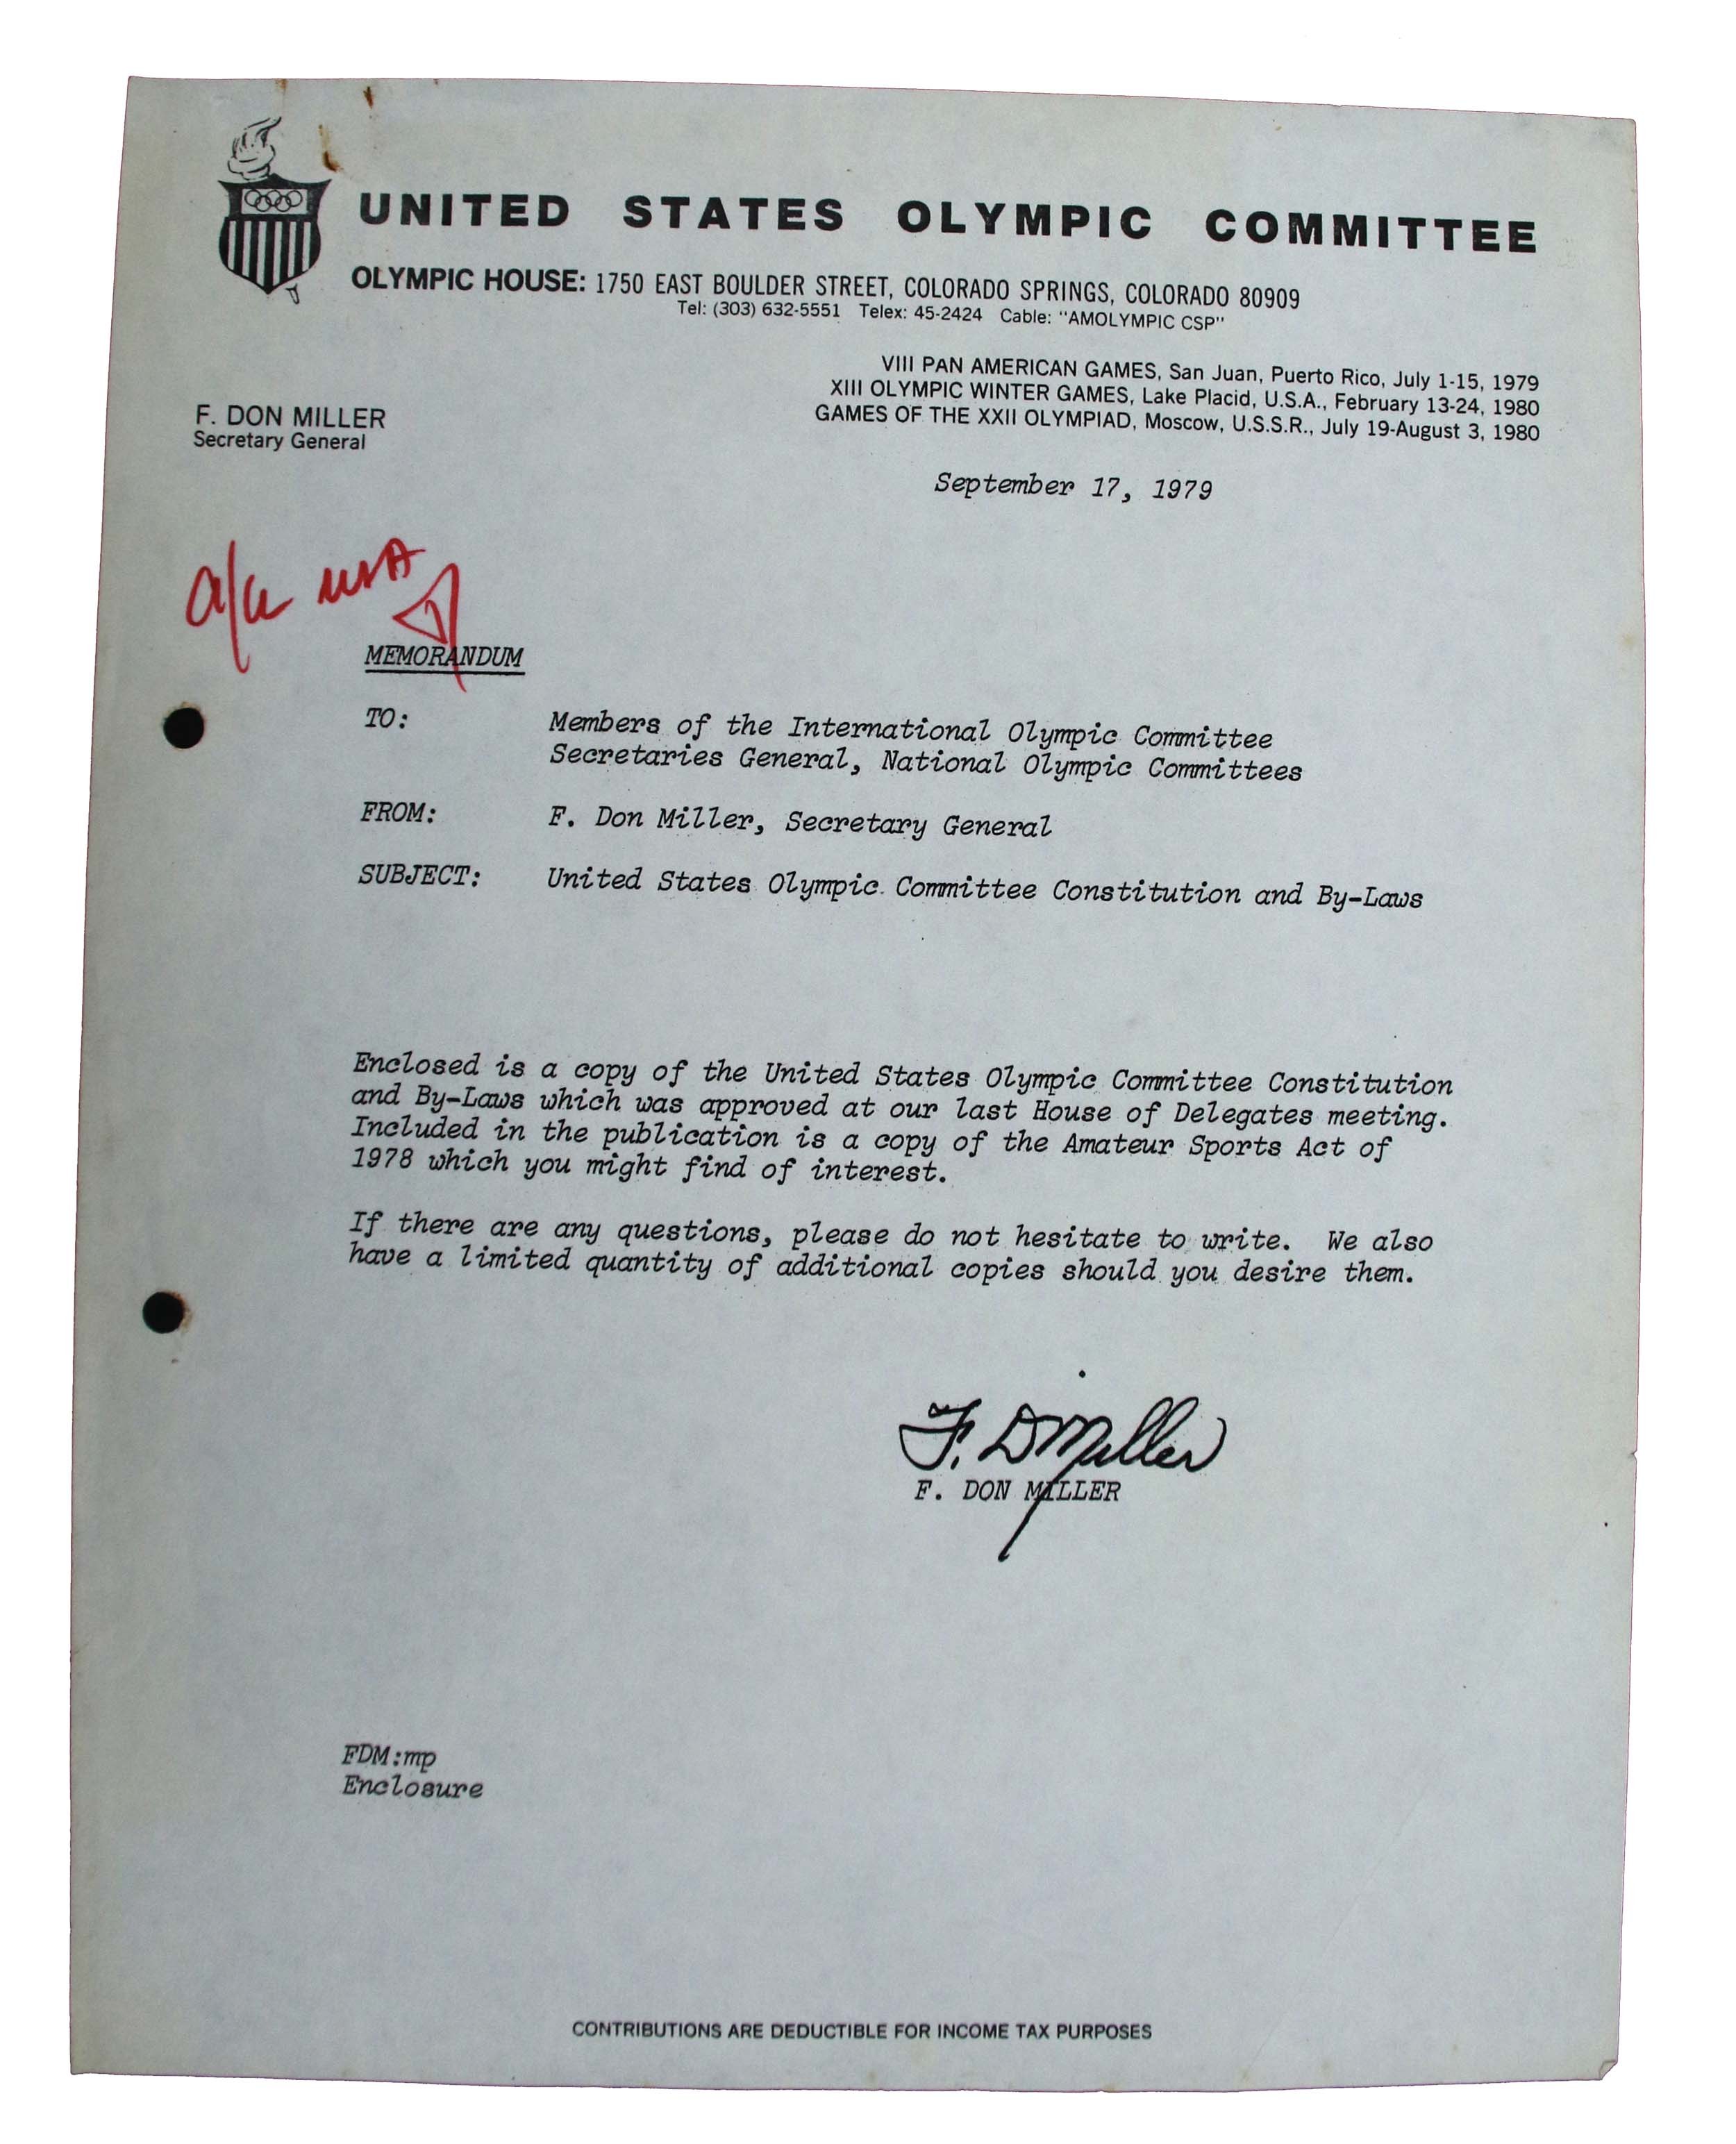 UNITED STATES OLYMPIC COMMITTEE
OLYMPIC HOUSE: 1750 EAST BOULDER STREET, COLORADO SPRINGS, COLORADO 80909
Tel: (303) 632-5551 Telex: 45-2424 Cable: "AMOLYMPIC CSP"
VIII PAN AMERICAN GAMES, San Juan, Puerto Rico, July 1-15, 1979
XIII OLYMPIC WINTER GAMES, Lake Placid, U.S.A., February 13-24, 1980
GAMES OF THE XXII OLYMPIAD, Moscow, U.S.S.R., July 19-August 3, 1980
F. DON MILLER
Secretary General
September 17, 1979
USA
MEMORANDUM
TO: Members of the International Olympic Committee
Secretaries General, National Olympic Committees
FROM: F. Don Miller, Secretary General
SUBJECT: United States Olympic Committee Constitution and By-Laws
Enclosed is a copy of the United States Olympic Committee Constitution
and By-Laws which was approved at our last House of Delegates meeting.
Included in the publication is a copy of the Amateur Sports Act of
1978 which you might find of interest.
If there are any questions, please do not hesitate to write. We also
have a limited quantity of additional copies should you desire them.
F. D Miller
F. DON MILLER
FDM:mp
Enclosure
CONTRIBUTIONS ARE DEDUCTIBLE FOR INCOME TAX PURPOSES